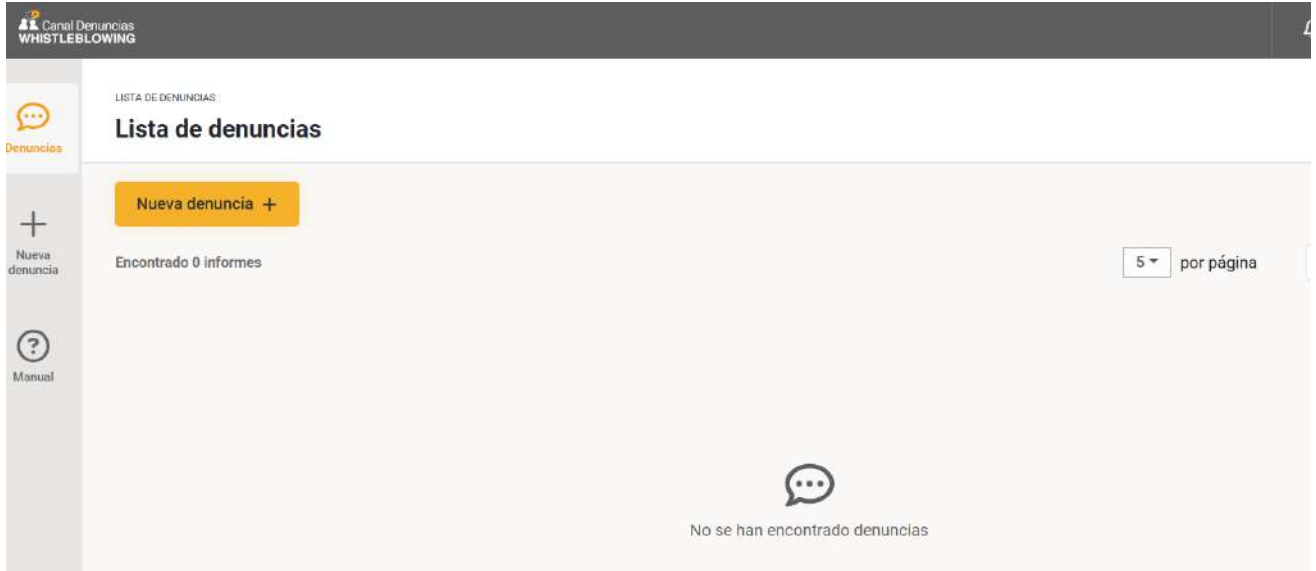 Canal Denuncias
WHISTLEBLOWING
LISTA DE DENUNCIAS
Lista de denuncias
Denuncias
Nueva denuncia +
Nueva
denuncia
Encontrado 0 informes
5 por página
Manual
No se han encontrado denuncias